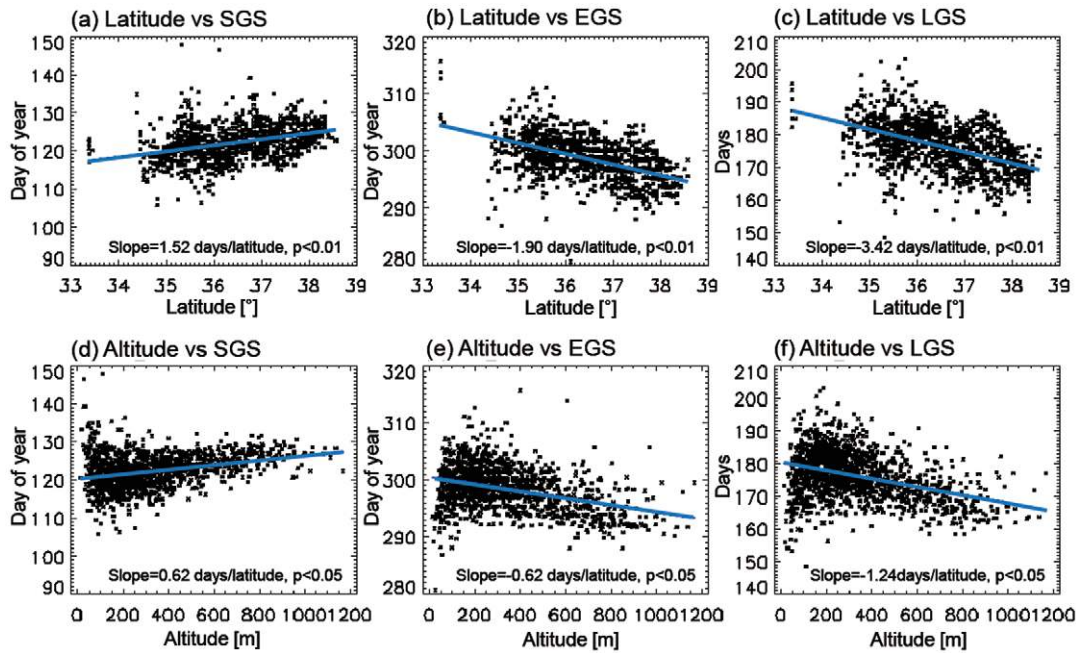 (a) Latitude vs SGS
(b) Latitude vs EGS
(c) Latitude vs LGS
150
140
130
120
110
100
90
Day of year
Slope=1.52 days/latitude, p<0.01
33 34 35 36 37 38 39
Latitude [°]
320
310
300
290
280
Day of year
Slope=-1.90 days/latitude, p<0.01
33 34 35 36 37 38 39
Latitude [°]
210
200
190
180
170
160
150
140
Days
Slope=-3.42 days/latitude, p<0.01
33 34 35 36 37 38 39
Latitude [°]
(d) Altitude vs SGS
(e) Altitude vs EGS
(f) Altitude vs LGS
150
140
130
120
110
100
90
Day of year
Slope=0.62 days/latitude, p<0.05
0 200 400 600 800 1000 1200
Altitude [m]
320
310
300
290
280
Day of year
Slope=-0.62 days/latitude, p<0.05
0 200 400 600 800 1000 1200
Altitude [m]
210
200
190
180
170
160
150
140
Days
Slope=-1.24days/latitude, p<0.05
0 200 400 600 800 1000 1200
Altitude [m]